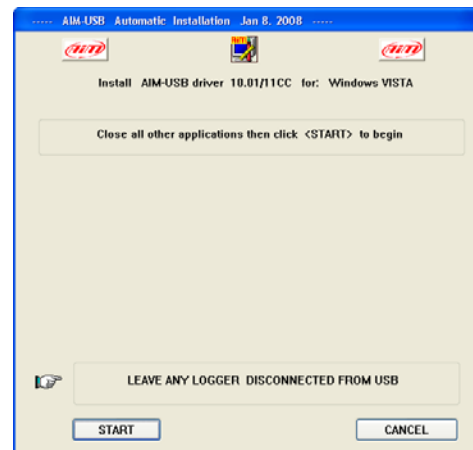 ----- AIM-USB Automatic Installation Jan 8, 2008 -----
AiM
AiM
Install AIM-USB driver 10.01/11CC for: Windows VISTA
Close all other applications then click <START> to begin
LEAVE ANY LOGGER DISCONNECTED FROM USB
START
CANCEL